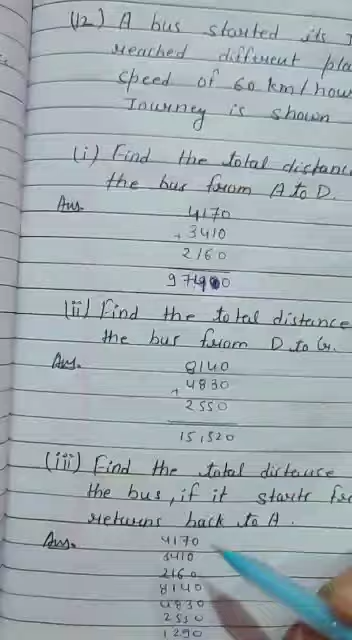 (12) A bus started its
reached different pla
speed of 60 km/hou
Journey is shown
(i) Find the total distance
the bus from A to D.
Ans. 4170
+ 3410
2160
9740
(ii) Find the total distance
the bus from D to G.
Ans. 8140
+ 4830
2550
15,520
(iii) Find the total distance
the bus, if it starts fr
returns back to A.
Ans. 4170
3410
2160
8140
4830
2550
1290